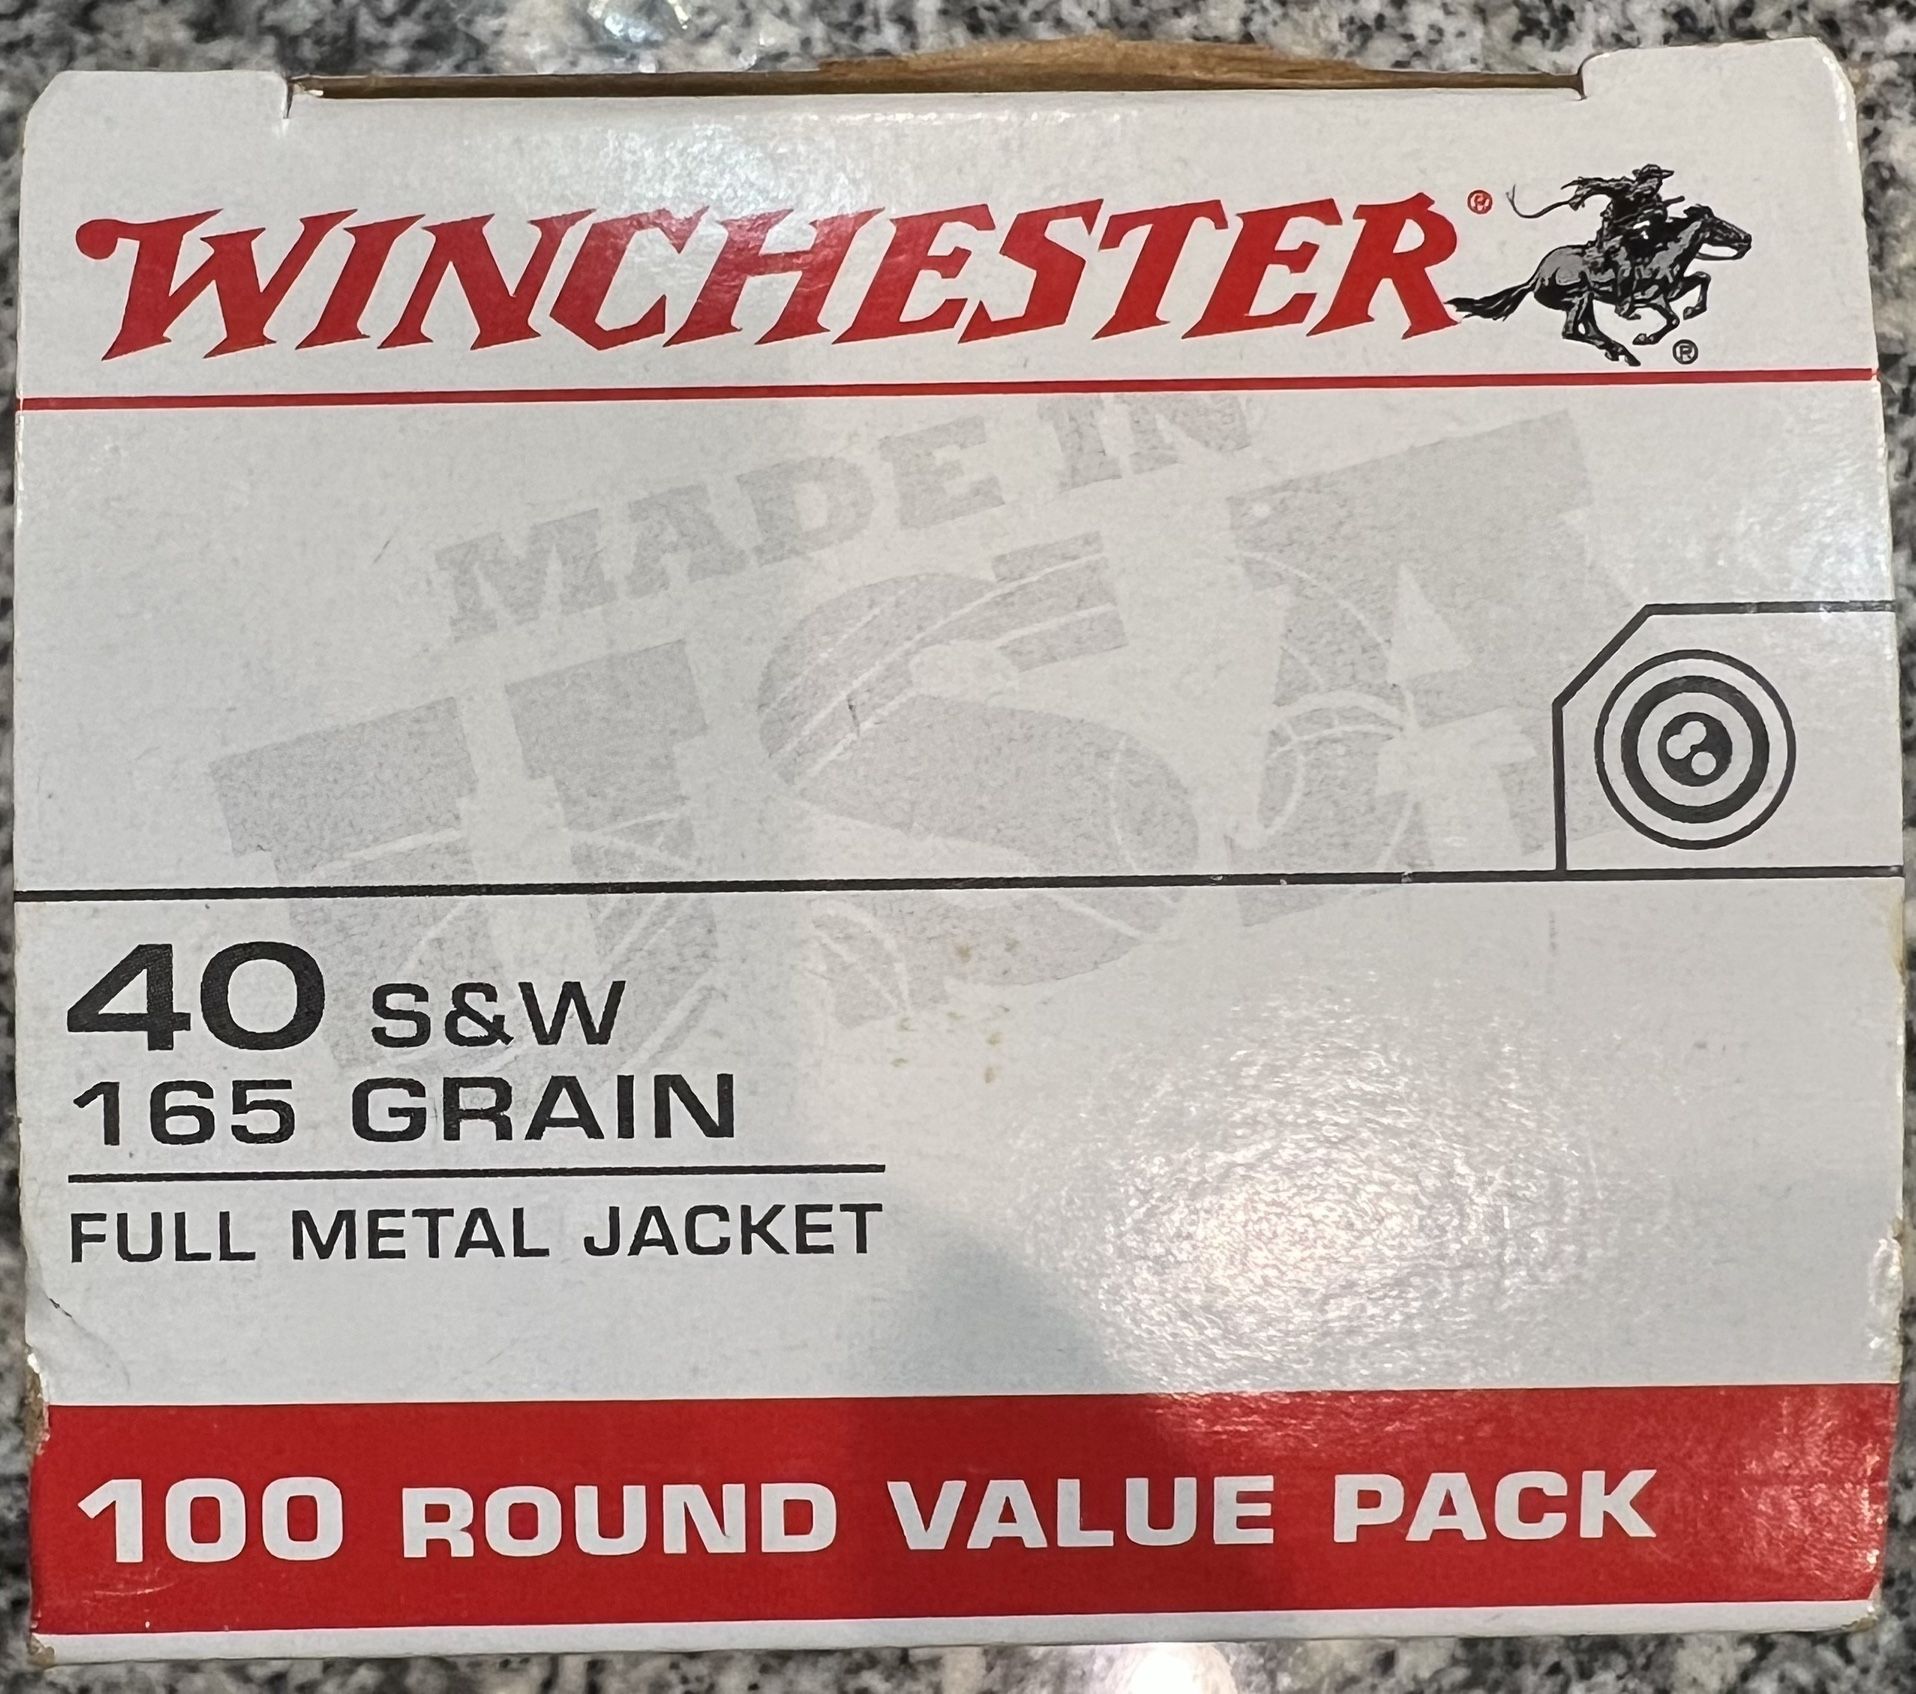 WINCHESTER®
®
MADE IN
USA
40 S&W
165 GRAIN
FULL METAL JACKET
100 ROUND VALUE PACK